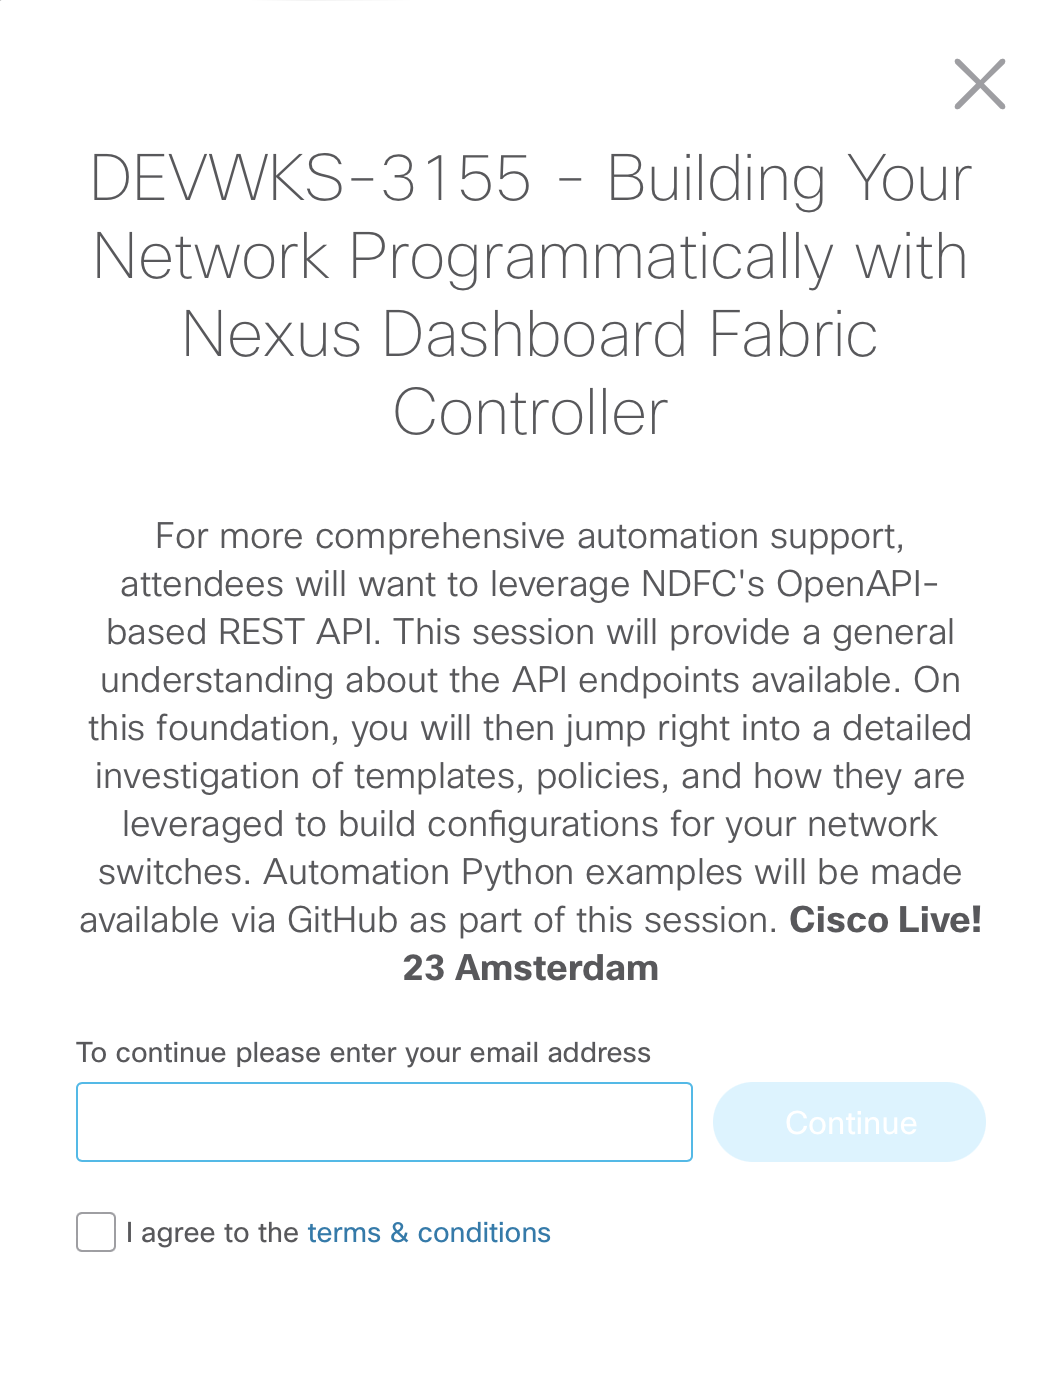 DEVWKS-3155 - Building Your
Network Programmatically with
Nexus Dashboard Fabric
Controller
For more comprehensive automation support,
attendees will want to leverage NDFC's OpenAPI-
based REST API. This session will provide a general
understanding about the API endpoints available. On
this foundation, you will then jump right into a detailed
investigation of templates, policies, and how they are
leveraged to build configurations for your network
switches. Automation Python examples will be made
available via GitHub as part of this session. Cisco Live!
23 Amsterdam
To continue please enter your email address
Continue
I agree to the terms & conditions